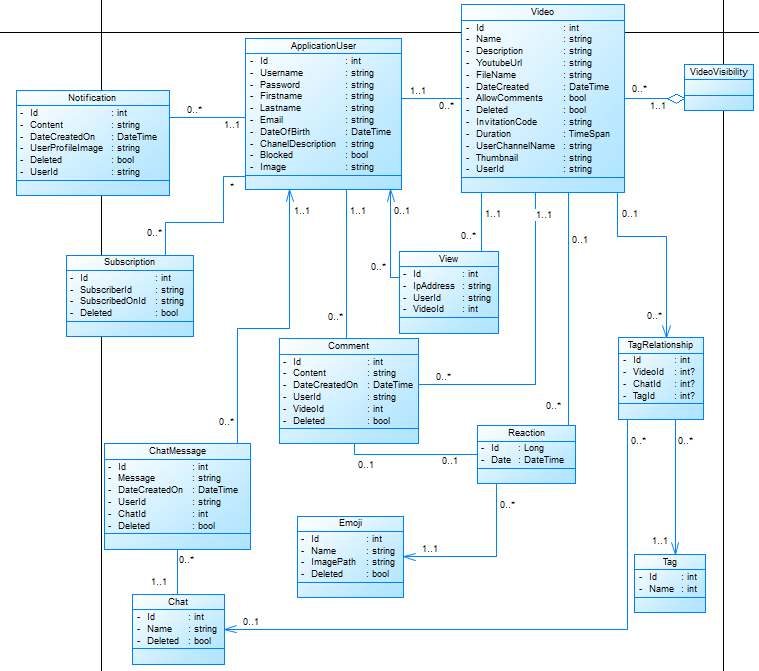 Video
- Id : int
- Name : string
- Description : string
- YoutubeUrl : string
- FileName : string
- DateCreated : DateTime
- AllowComments : bool
- Deleted : bool
- InvitationCode : string
- Duration : TimeSpan
- UserChannelName : string
- Thumbnail : string
- UserId : string
ApplicationUser
- Id : int
- Username : string
- Password : string
- Firstname : string
- Lastname : string
- Email : string
- DateOfBirth : DateTime
- ChanelDescription : string
- Blocked : bool
- Image : string
VideoVisibility
0..*
1..1
1..1
0..*
Notification
- Id : int
- Content : string
- DateCreatedOn : DateTime
- UserProfileImage : string
- Deleted : bool
- UserId : string
0..*
1..1
*
0..*
1..1
1..1
0..1
1..1
1..1
0..1
0..1
0..*
0..*
Subscription
- Id : int
- SubscriberId : string
- SubscribedOnId : string
- Deleted : bool
View
- Id : int
- IpAddress : string
- UserId : string
- VideoId : int
0..*
0..*
Comment
- Id : int
- Content : string
- DateCreatedOn : DateTime
- UserId : string
- VideoId : int
- Deleted : bool
TagRelationship
- Id : int
- VideoId : int?
- ChatId : int?
- TagId : int?
0..*
0..*
0..*
Reaction
- Id : Long
- Date : DateTime
0..*
0..*
ChatMessage
- Id : int
- Message : string
- DateCreatedOn : DateTime
- UserId : string
- ChatId : int
- Deleted : bool
0..1
0..1
0..*
Emoji
- Id : int
- Name : string
- ImagePath : string
- Deleted : bool
1..1
1..1
0..*
1..1
Tag
- Id : int
- Name : int
Chat
- Id : int
- Name : string
- Deleted : bool
0..1